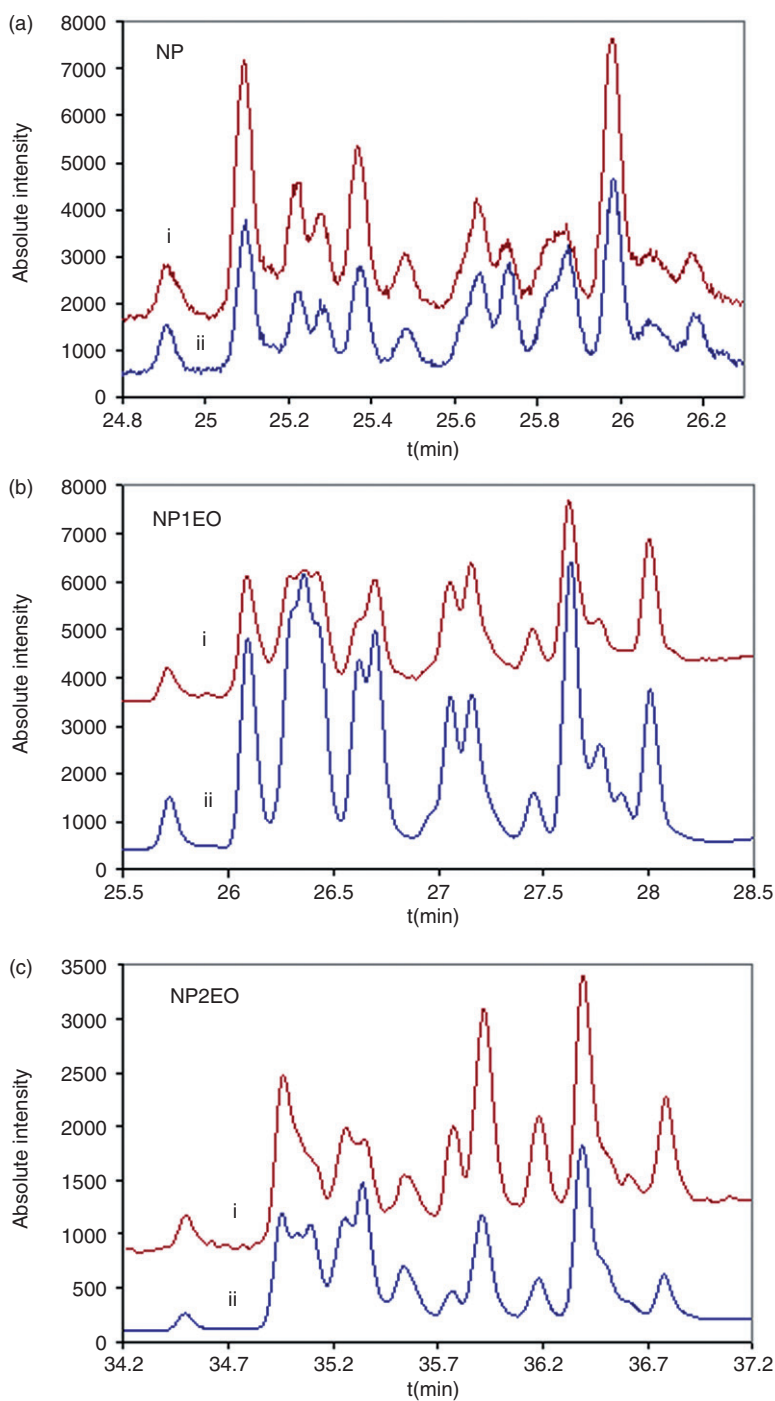 (a)
NP
8000
7000
6000
5000
4000
3000
2000
1000
0
Absolute intensity
i
ii
24.8 25 25.2 25.4 25.6 25.8 26 26.2
t(min)
(b)
NP1EO
8000
7000
6000
5000
4000
3000
2000
1000
0
Absolute intensity
i
ii
25.5 26 26.5 27 27.5 28 28.5
t(min)
(c)
NP2EO
3500
3000
2500
2000
1500
1000
500
0
Absolute intensity
i
ii
34.2 34.7 35.2 35.7 36.2 36.7 37.2
t(min)